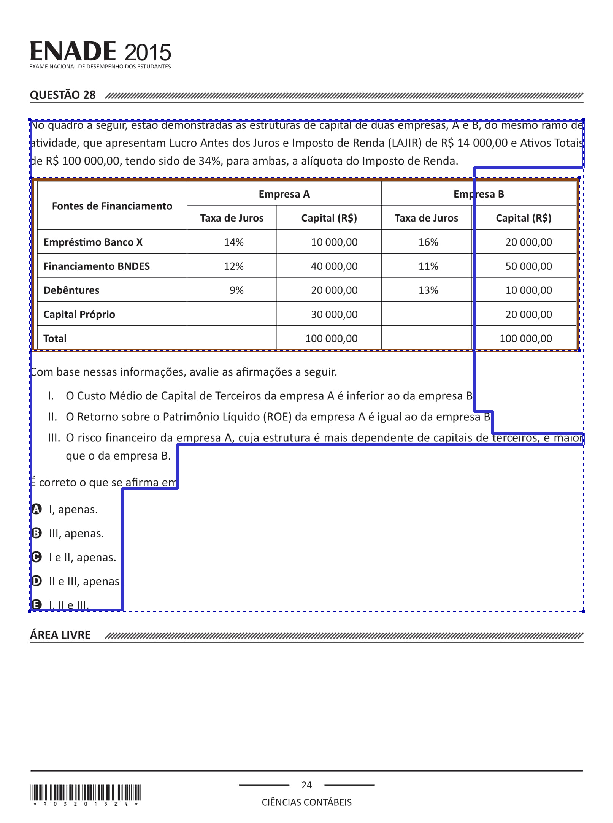 ENADE 2015
EXAME NACIONAL DE DESEMPENHO DOS ESTUDANTES
QUESTÃO 28
No quadro a seguir, estão demonstradas as estruturas de capital de duas empresas, A e B, do mesmo ramo de
atividade, que apresentam Lucro Antes dos Juros e Imposto de Renda (LAJIR) de R$ 14 000,00 e Ativos Totais
de R$ 100 000,00, tendo sido de 34%, para ambas, a alíquota do Imposto de Renda.
Fontes de Financiamento Empresa A Empresa B
Taxa de Juros Capital (R$) Taxa de Juros Capital (R$)
Empréstimo Banco X 14% 10 000,00 16% 20 000,00
Financiamento BNDES 12% 40 000,00 11% 50 000,00
Debêntures 9% 20 000,00 13% 10 000,00
Capital Próprio 30 000,00 20 000,00
Total 100 000,00 100 000,00
Com base nessas informações, avalie as afirmações a seguir.
I. O Custo Médio de Capital de Terceiros da empresa A é inferior ao da empresa B
II. O Retorno sobre o Patrimônio Líquido (ROE) da empresa A é igual ao da empresa B
III. O risco financeiro da empresa A, cuja estrutura é mais dependente de capitais de terceiros, é maior
que o da empresa B.
É correto o que se afirma em
A I, apenas.
B III, apenas.
C I e II, apenas.
D II e III, apenas
E I, II e III.
ÁREA LIVRE
24
CIÊNCIAS CONTÁBEIS